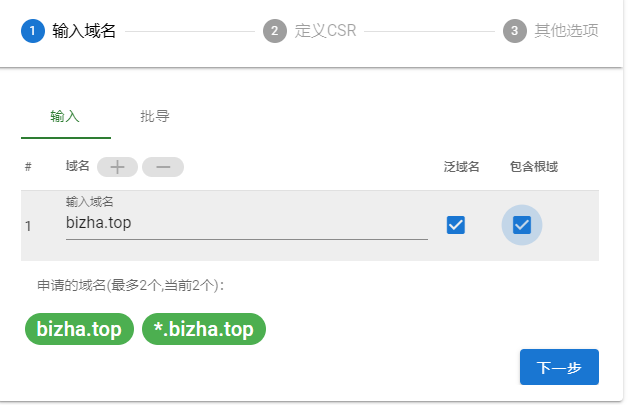 1 输入域名 2 定义CSR 3 其他选项
输入 批导
# 域名 泛域名 包含根域
输入域名
1 bizha.top
申请的域名(最多2个,当前2个)：
bizha.top *.bizha.top
下一步